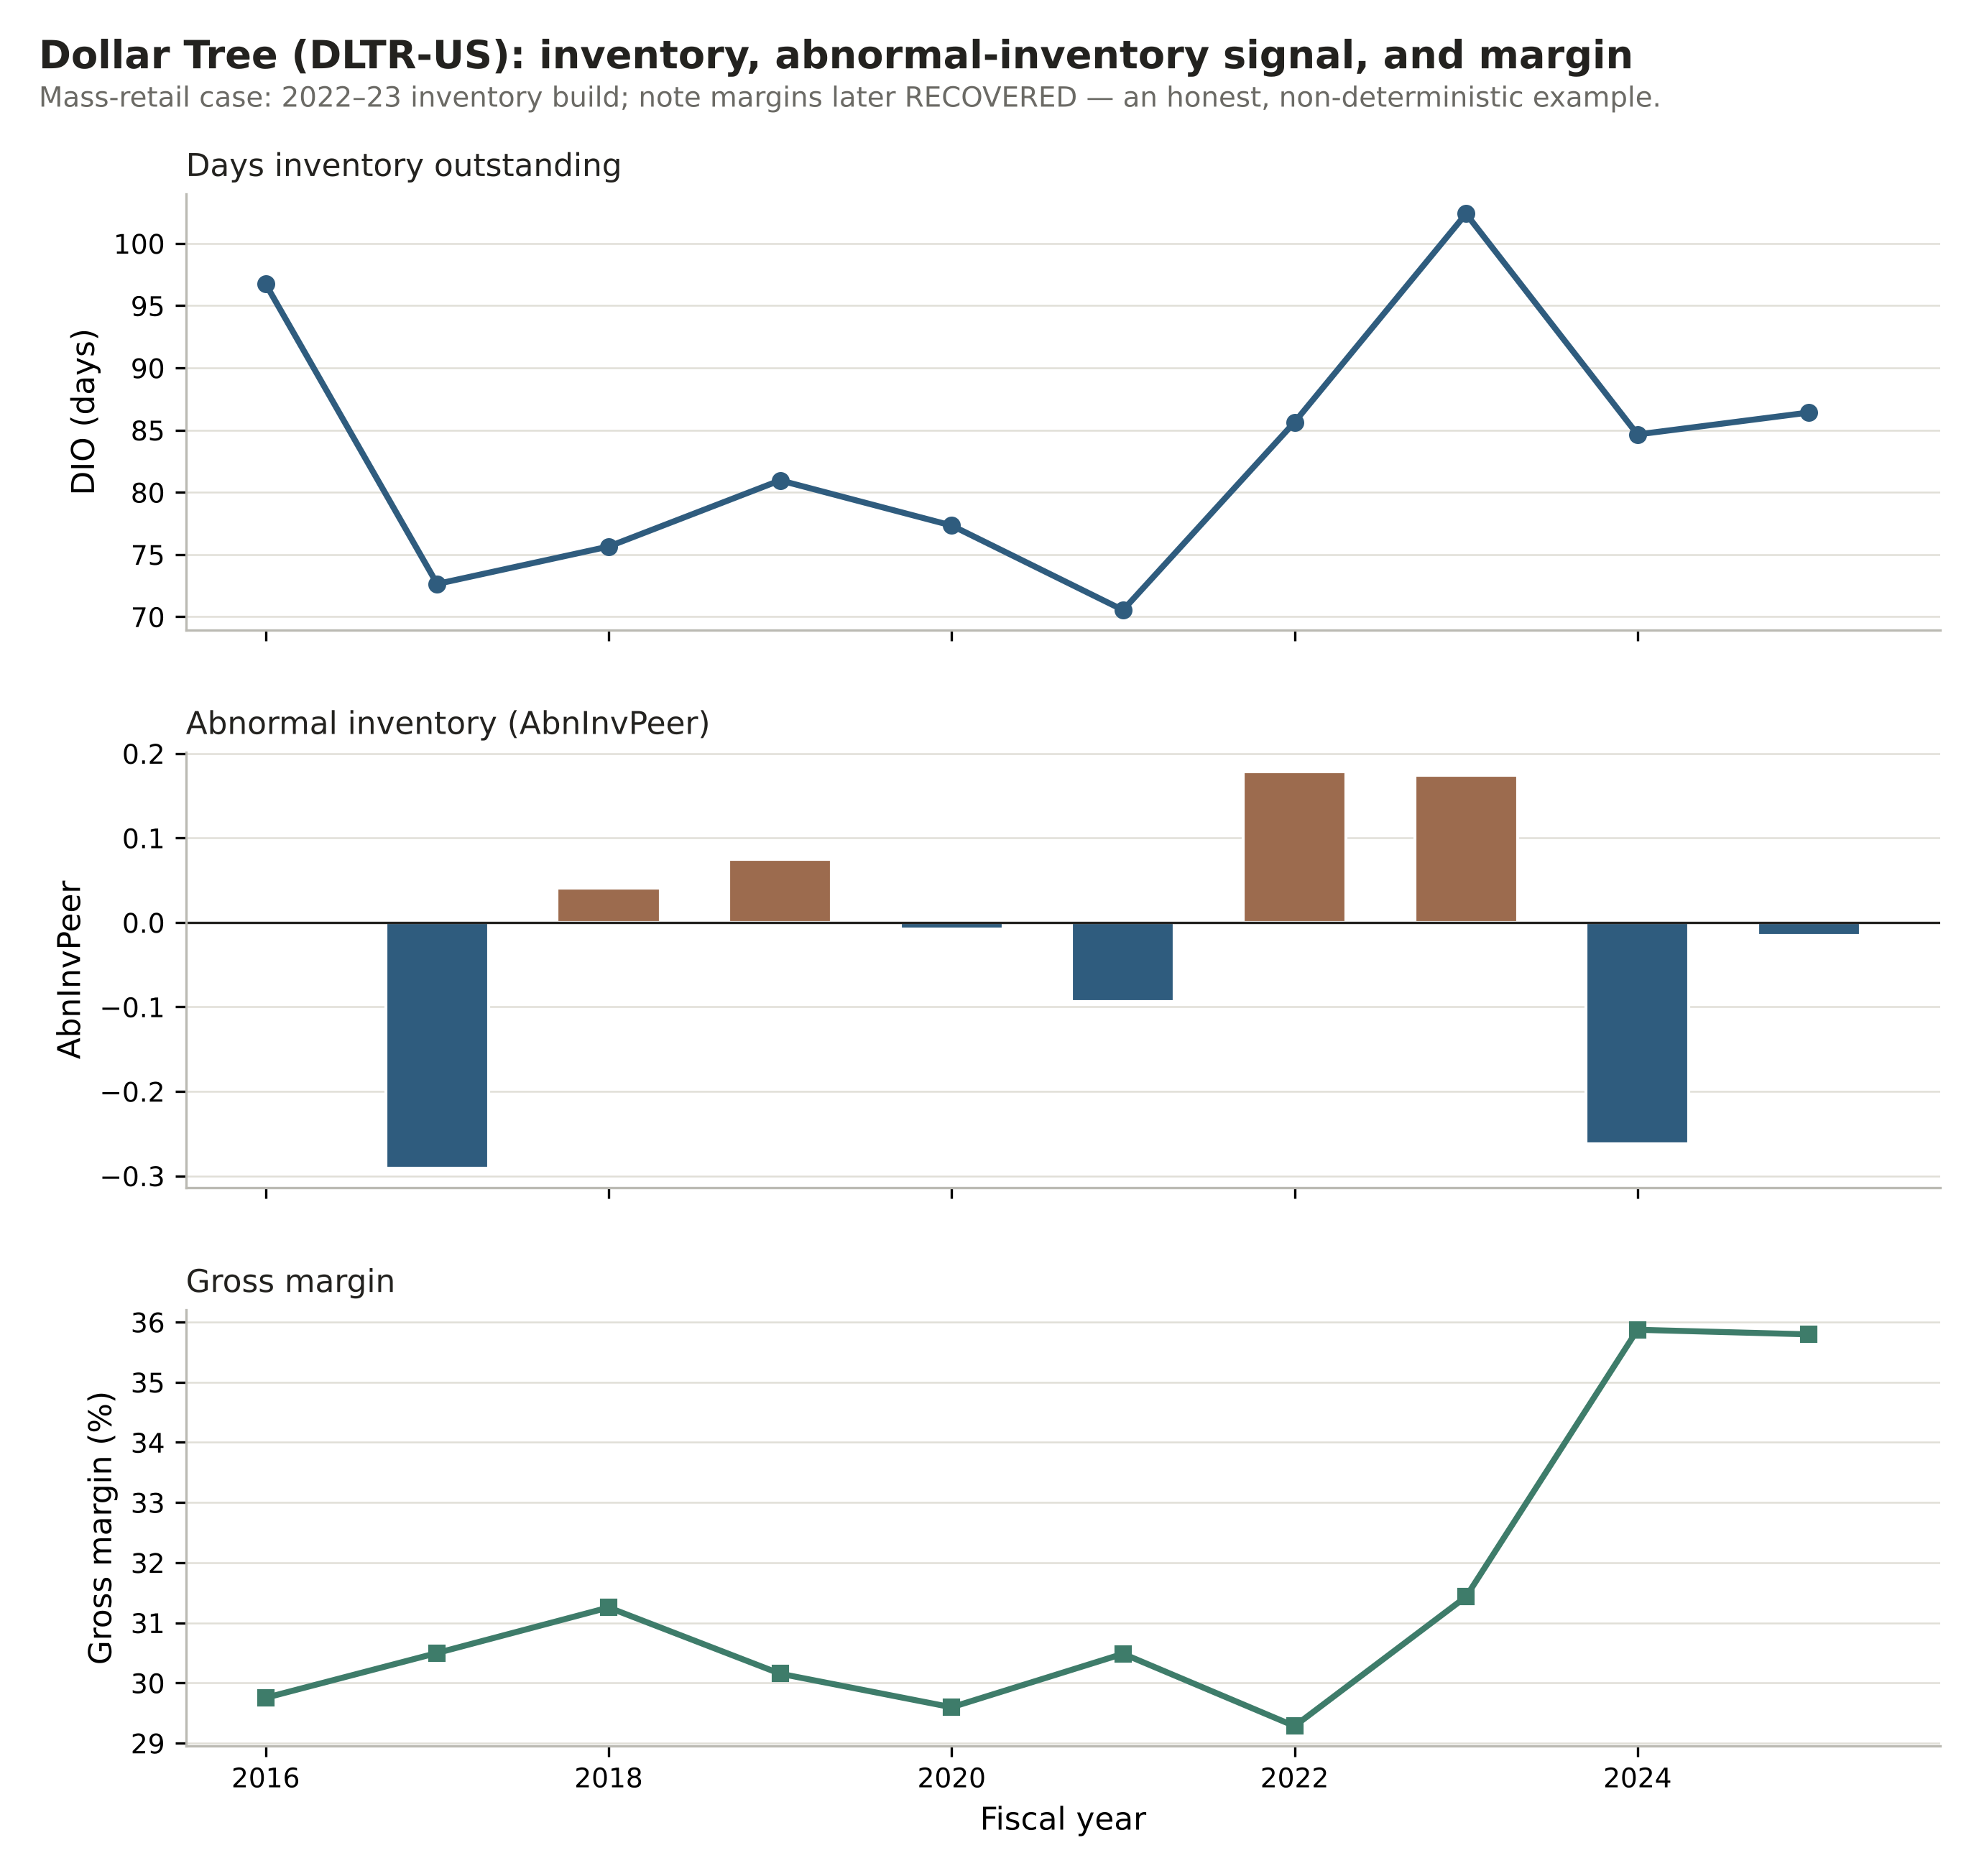 Dollar Tree (DLTR-US): inventory, abnormal-inventory signal, and margin
Mass-retail case: 2022–23 inventory build; note margins later RECOVERED — an honest, non-deterministic example.
Days inventory outstanding
DIO (days)
100
95
90
85
80
75
70
Abnormal inventory (AbnInvPeer)
AbnInvPeer
0.2
0.1
0.0
−0.1
−0.2
−0.3
Gross margin
Gross margin (%)
36
35
34
33
32
31
30
29
2016 2018 2020 2022 2024
Fiscal year